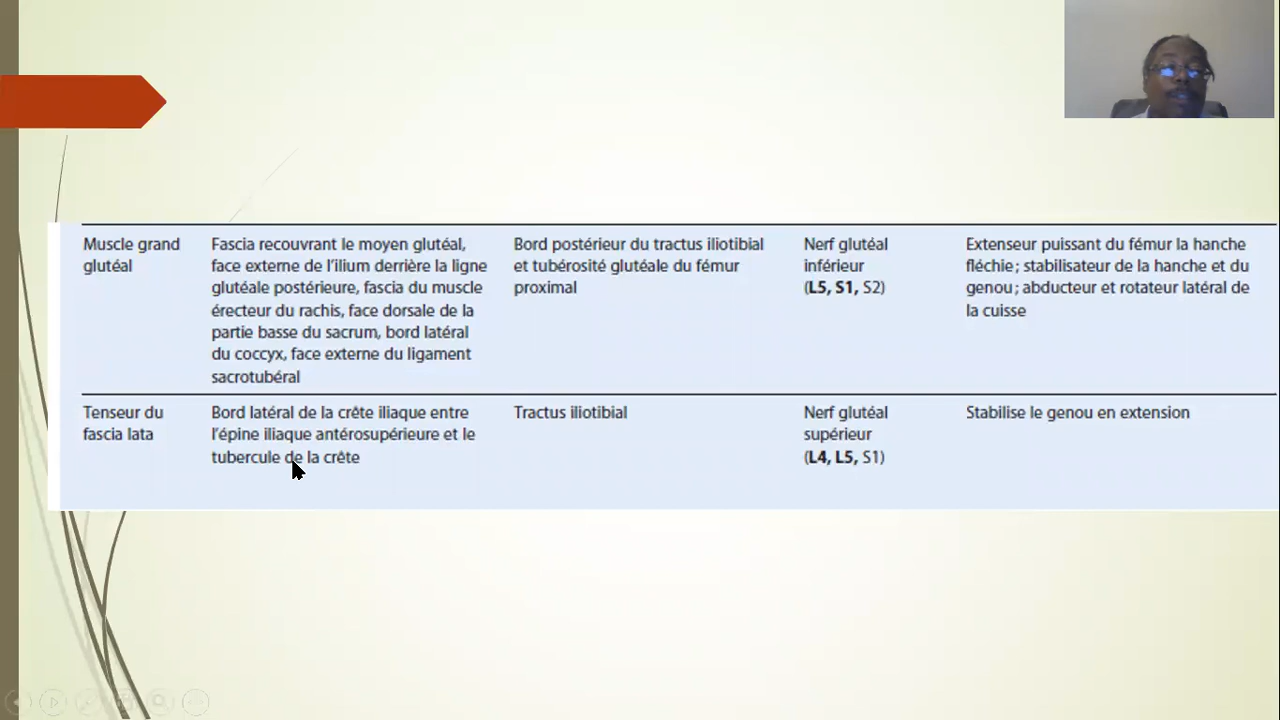 Muscle grand
glutéal
Fascia recouvrant le moyen glutéal,
face externe de l'ilium derrière la ligne
glutéale postérieure, fascia du muscle
érecteur du rachis, face dorsale de la
partie basse du sacrum, bord latéral
du coccyx, face externe du ligament
sacrotubéral
Bord postérieur du tractus iliotibial
et tubérosité glutéale du fémur
proximal
Nerf glutéal
inférieur
(L5, S1, S2)
Extenseur puissant du fémur la hanche
fléchie; stabilisateur de la hanche et du
genou; abducteur et rotateur latéral de
la cuisse
Tenseur du
fascia lata
Bord latéral de la crête iliaque entre
l'épine iliaque antérosupérieure et le
tubercule de la crête
Tractus iliotibial
Nerf glutéal
supérieur
(L4, L5, S1)
Stabilise le genou en extension